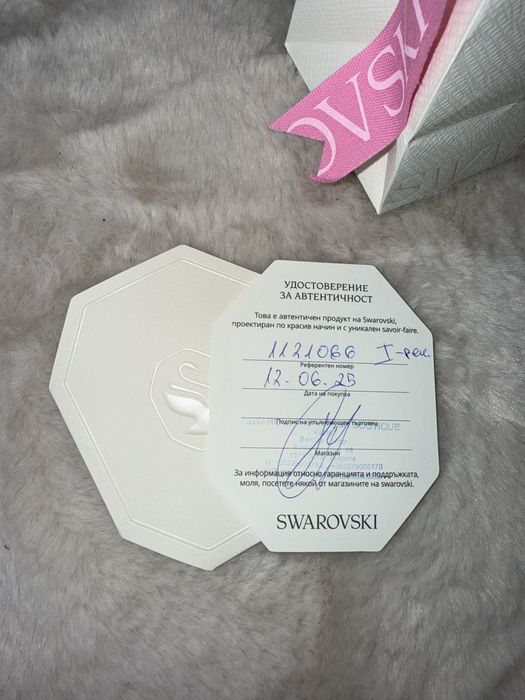 OVSKI
УДОСТОВЕРЕНИЕ
ЗА АВТЕНТИЧНОСТ
Това е автентичен продукт на Swarovski,
проектиран по красив начин и с уникален savoir-faire.
1121066 I-рек.
Референтен номер
12.06.25
Дата на покупка
Подпис на упълномощен търговец
BOUTIQUE
Магазин
За информация относно гаранцията и поддръжката,
моля, посетете някой от магазините на swarovski.
SWAROVSKI